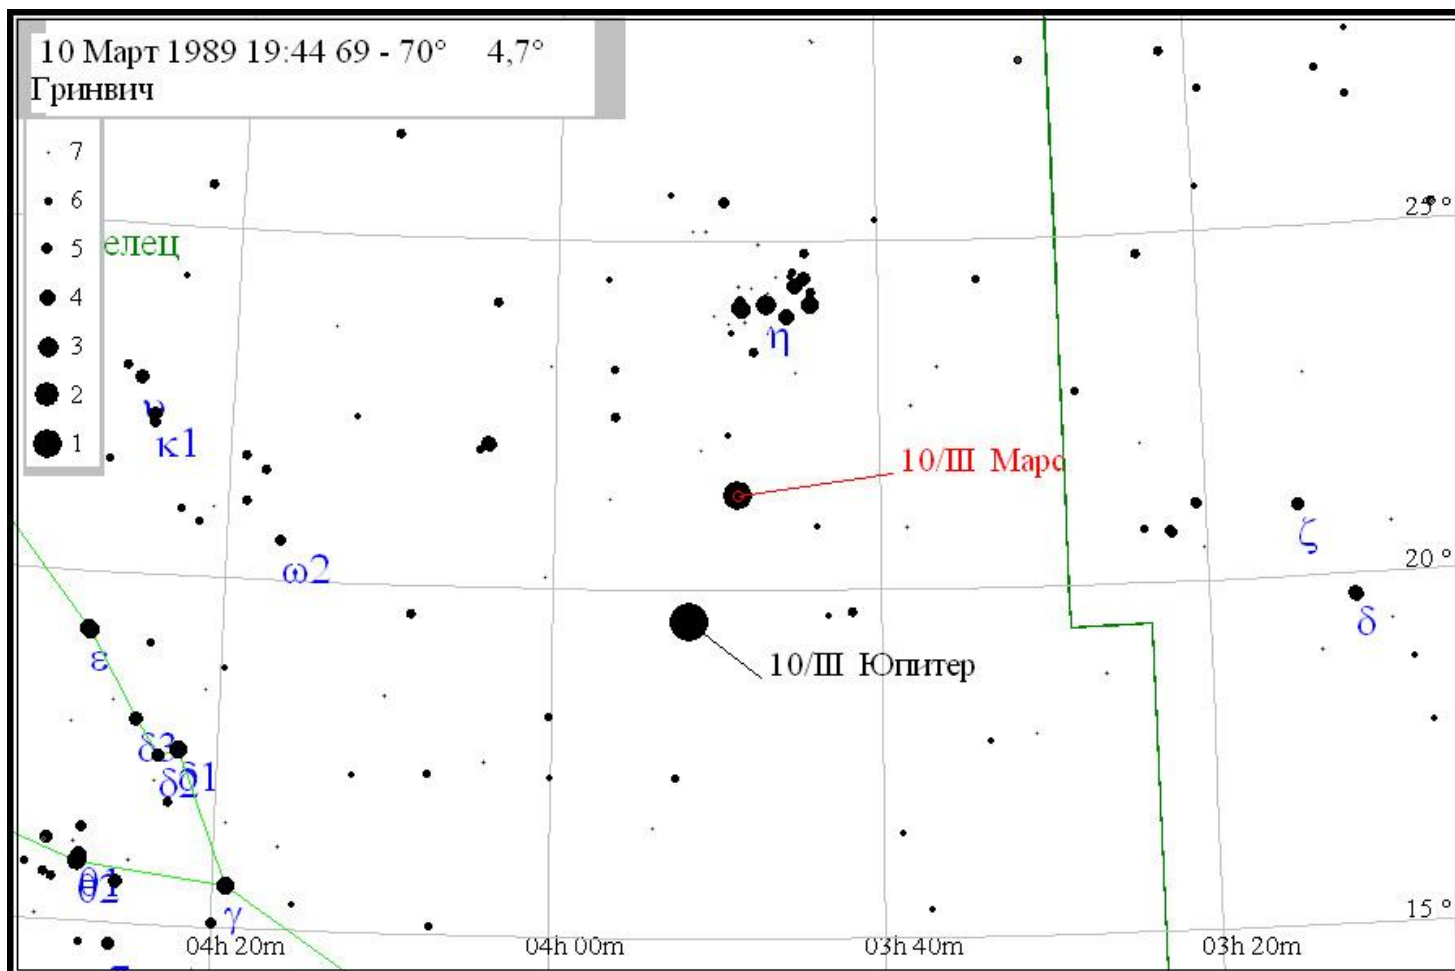 10 Март 1989 19:44 69 - 70° 4,7°
Гринвич
7
6
5
4
3
2
1
елец
25 °
η
υ
κ1
10/III Марс
ω2
ζ
20 °
δ
ε
10/III Юпитер
δ3
δ2 δ1
θ1
θ2
γ
15 °
04h 20m 04h 00m 03h 40m 03h 20m